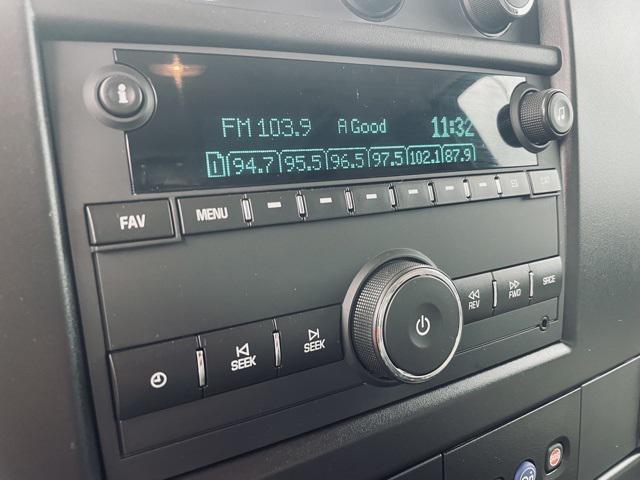 FM 103.9 A Good 11:32
1 94.7 95.5 96.5 97.5 102.1 87.9
FAV MENU
REV FWD SRCE
SEEK SEEK